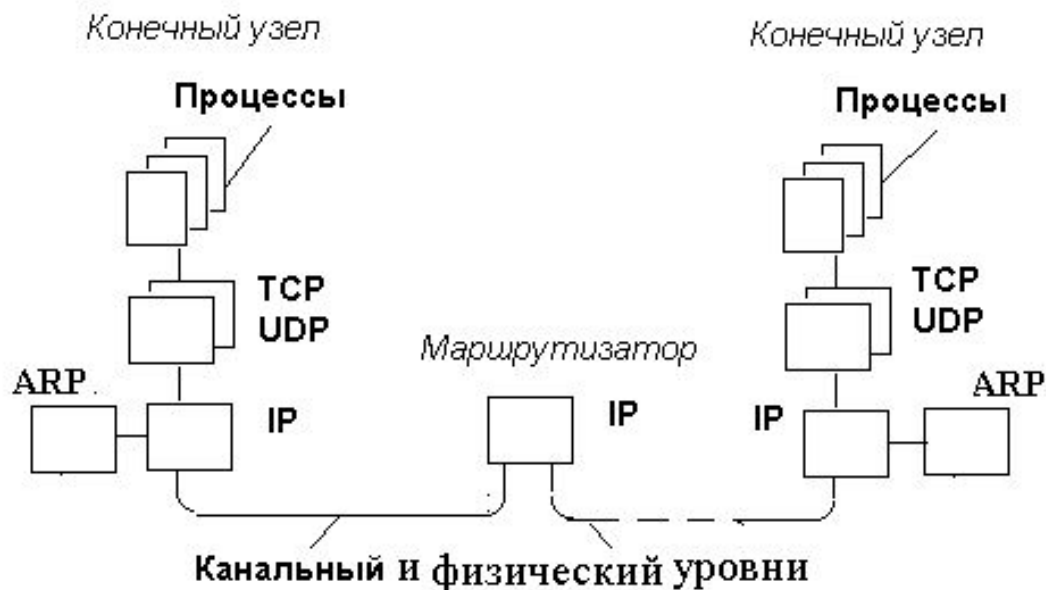 Конечный узел
Конечный узел
Процессы
Процессы
TCP
UDP
TCP
UDP
Маршрутизатор
ARP
IP
IP
IP
ARP
Канальный и физический уровни